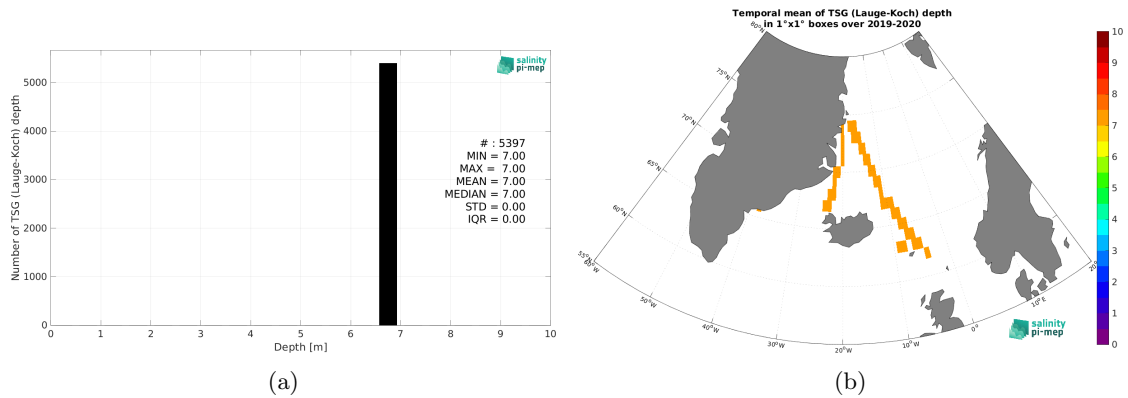 Number of TSG (Lauge-Koch) depth
5000
4000
3000
2000
1000
0
0 1 2 3 4 5 6 7 8 9 10
Depth [m]
salinity
pi-mep
# : 5397
MIN = 7.00
MAX = 7.00
MEAN = 7.00
MEDIAN = 7.00
STD = 0.00
IQR = 0.00
(a)
Temporal mean of TSG (Lauge-Koch) depth
in 1°x1° boxes over 2019-2020
80°N
75°N
70°N
65°N
60°N
55°N
60°W
50°W
40°W
30°W
20°W
10°W
0°
10°E
salinity
pi-mep
10
9
8
7
6
5
4
3
2
1
0
(b)